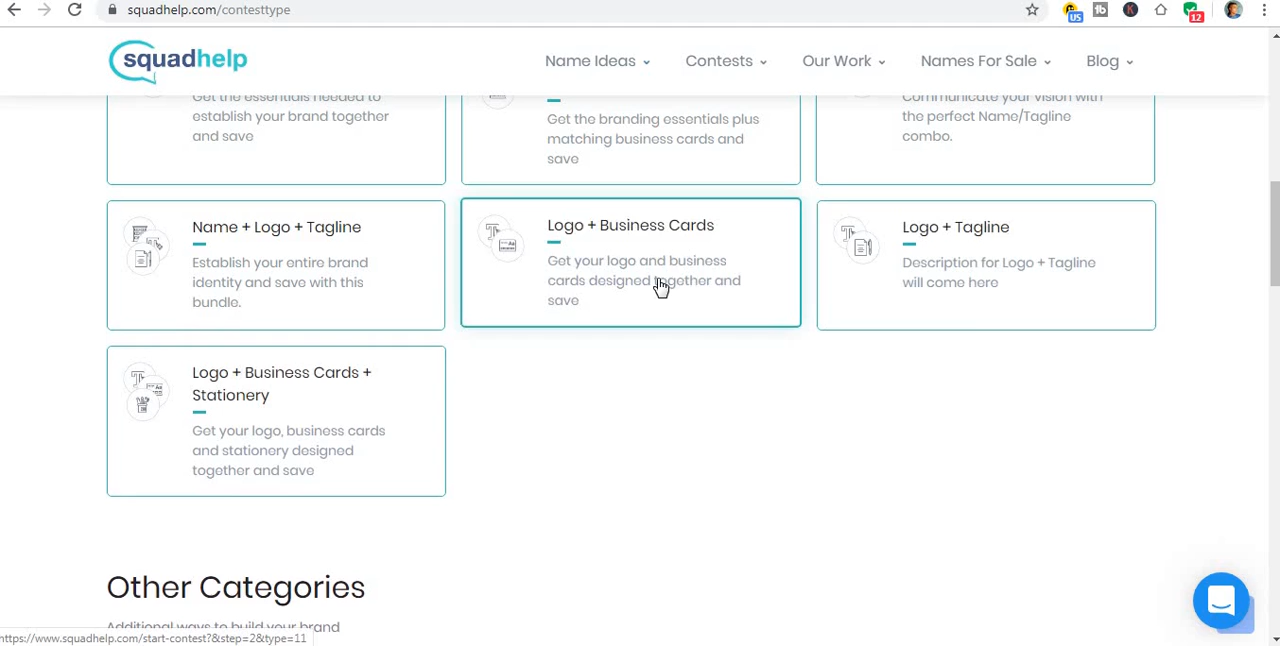 squadhelp.com/contesttype
US
12
squadhelp
Name Ideas
Contests
Our Work
Names For Sale
Blog
Get the essentials needed to
establish your brand together
and save
Get the branding essentials plus
matching business cards and
save
Communicate your vision with
the perfect Name/Tagline
combo.
Name + Logo + Tagline
Establish your entire brand
identity and save with this
bundle.
Logo + Business Cards
Get your logo and business
cards designed together and
save
Logo + Tagline
Description for Logo + Tagline
will come here
Logo + Business Cards +
Stationery
Get your logo, business cards
and stationery designed
together and save
Other Categories
Additional ways to build your brand
https://www.squadhelp.com/start-contest?&step=2&type=11